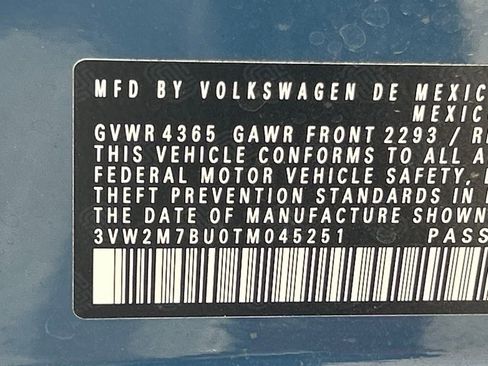 MFD BY VOLKSWAGEN DE MEXIC
MEXICO
GVWR 4365 GAWR FRONT 2293 / R
THIS VEHICLE CONFORMS TO ALL A
FEDERAL MOTOR VEHICLE SAFETY,
THEFT PREVENTION STANDARDS IN
THE DATE OF MANUFACTURE SHOWN
3VW2M7BU0TM045251 PASS